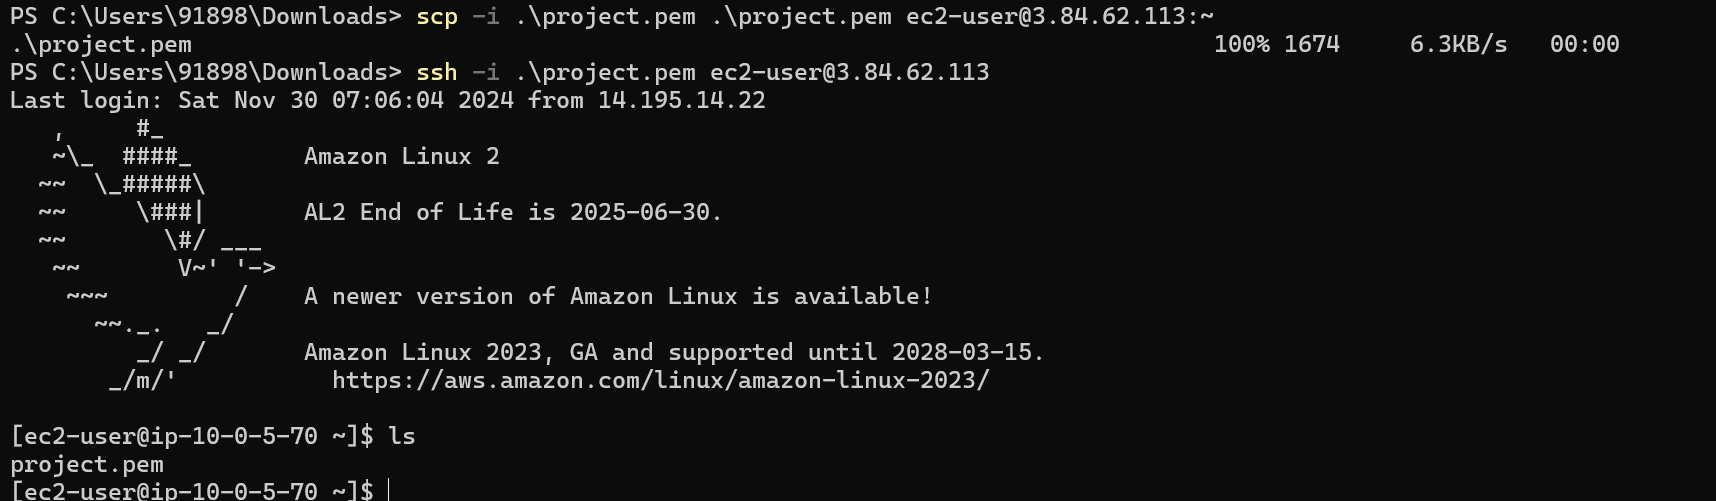 PS C:\Users\91898\Downloads> scp -i .\project.pem .\project.pem ec2-user@3.84.62.113:~
.\project.pem                                                                         100% 1674     6.3KB/s   00:00
PS C:\Users\91898\Downloads> ssh -i .\project.pem ec2-user@3.84.62.113
Last login: Sat Nov 30 07:06:04 2024 from 14.195.14.22
   ,     #_
   ~\_  ####_        Amazon Linux 2
  ~~  \_#####\
  ~~     \###|       AL2 End of Life is 2025-06-30.
  ~~       \#/ ___
   ~~       V~' '->
    ~~~         /    A newer version of Amazon Linux is available!
      ~~._.   _/
         _/ _/       Amazon Linux 2023, GA and supported until 2028-03-15.
       _/m/'           https://aws.amazon.com/linux/amazon-linux-2023/

[ec2-user@ip-10-0-5-70 ~]$ ls
project.pem
[ec2-user@ip-10-0-5-70 ~]$